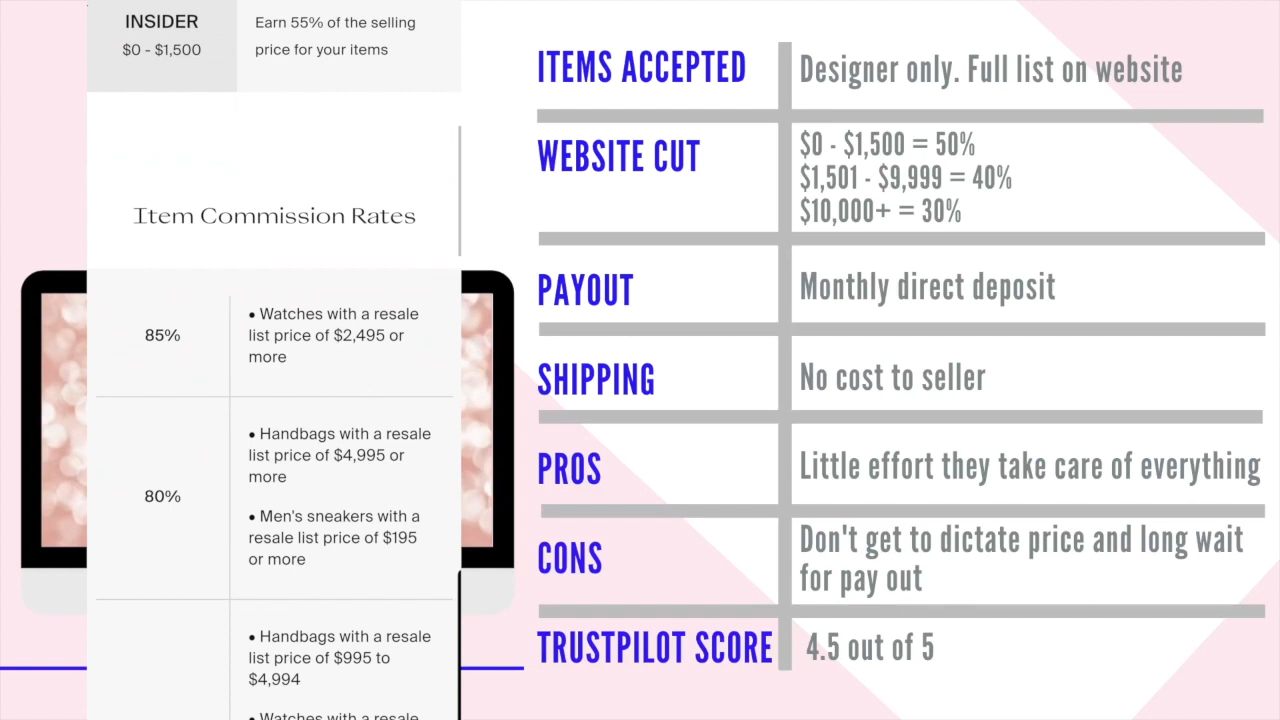 INSIDER
$0 - $1,500
Earn 55% of the selling
price for your items
Item Commission Rates
85%
• Watches with a resale
list price of $2,495 or
more
80%
• Handbags with a resale
list price of $4,995 or
more
• Men's sneakers with a
resale list price of $195
or more
• Handbags with a resale
list price of $995 to
$4,994
• Watches with a resale
ITEMS ACCEPTED
Designer only. Full list on website
WEBSITE CUT
$0 - $1,500 = 50%
$1,501 - $9,999 = 40%
$10,000+ = 30%
PAYOUT
Monthly direct deposit
SHIPPING
No cost to seller
PROS
Little effort they take care of everything
CONS
Don't get to dictate price and long wait
for pay out
TRUSTPILOT SCORE
4.5 out of 5